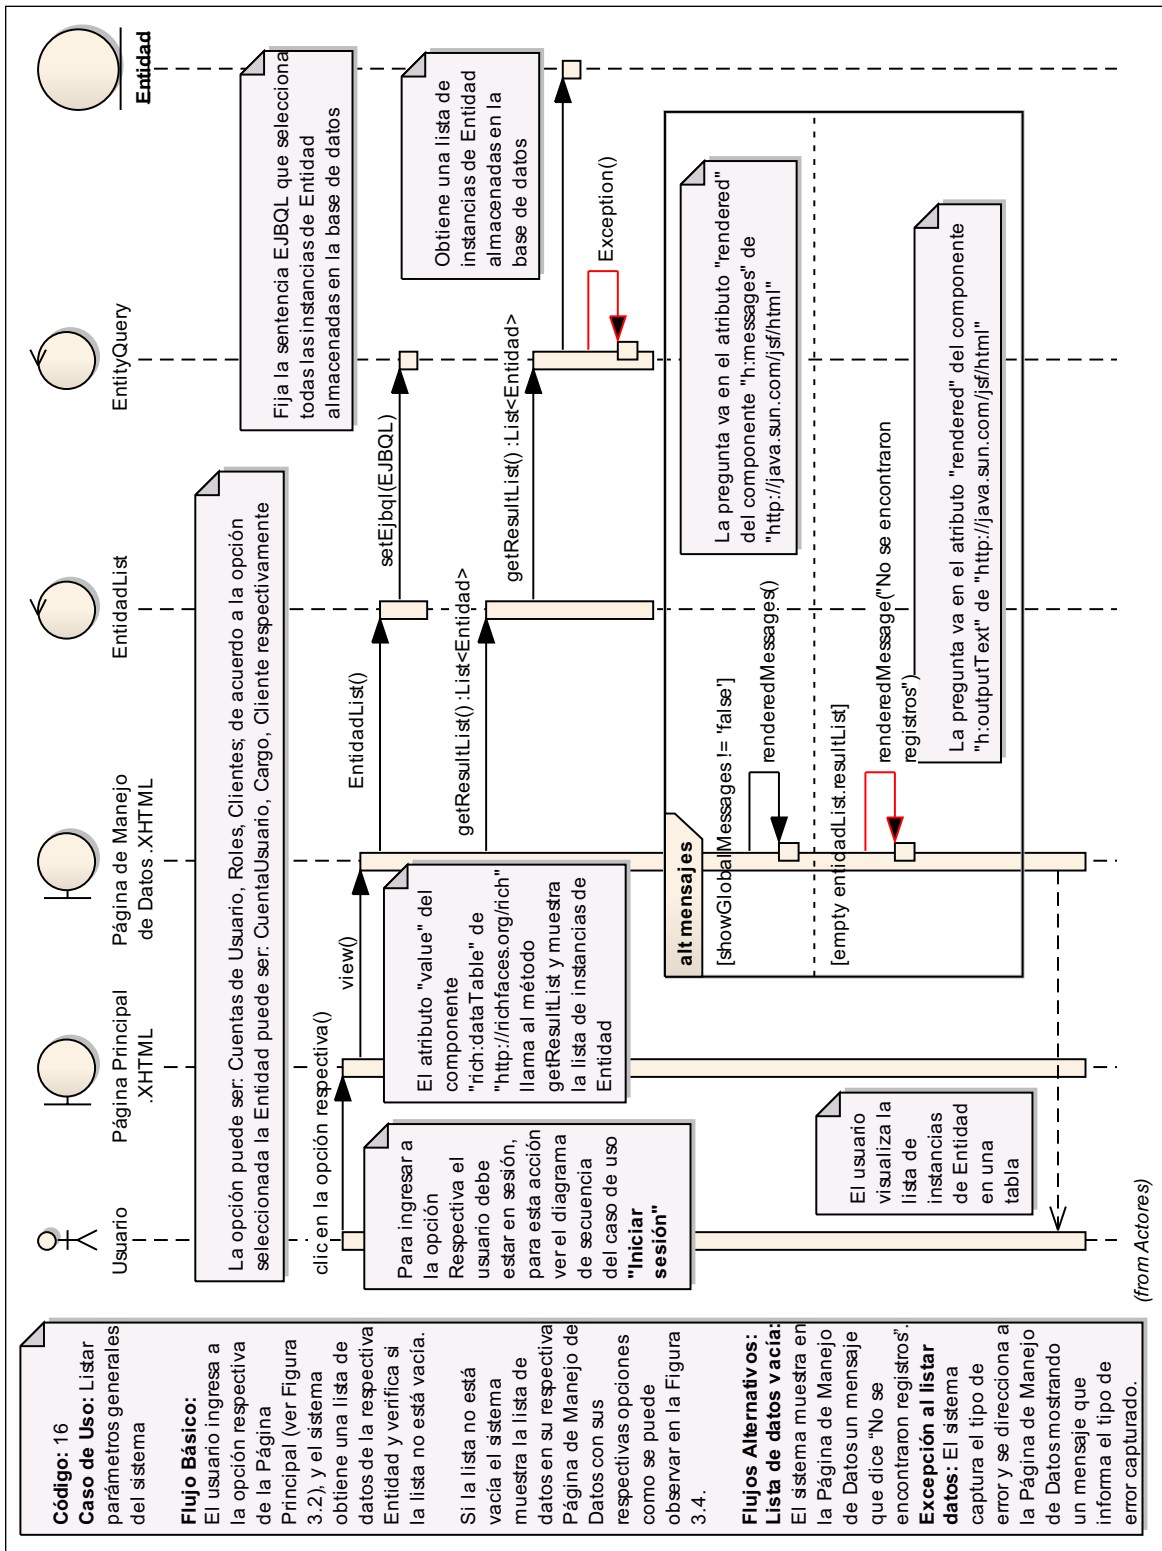 Código: 16
Caso de Uso: Listar
parámetros generales
del sistema
Flujo Básico:
El usuario ingresa a
la opción respectiva
de la Página
Principal (ver Figura
3.2), y el sistema
obtiene una lista de
datos de la respectiva
Entidad y verifica si
la lista no está vacía.
Si la lista no está
vacía el sistema
muestra la lista de
datos en su respectiva
Página de Manejo de
Datos con sus
respectivas opciones
como se puede
observar en la Figura
3.4.
Flujos Alternativos:
Lista de datos vacía:
El sistema muestra en
la Página de Manejo
de Datos un mensaje
que dice “No se
encontraron registros”.
Excepción al listar
datos: El sistema
captura el tipo de
error y se direcciona a
la Página de Manejo
de Datos mostrando
un mensaje que
informa el tipo de
error capturado.
Usuario
Página Principal
.XHTML
Página de Manejo
de Datos .XHTML
EntidadList
EntityQuery
Entidad
La opción puede ser: Cuentas de Usuario, Roles, Clientes; de acuerdo a la opción
seleccionada la Entidad puede ser: CuentaUsuario, Cargo, Cliente respectivamente
Fija la sentencia EJBQL que selecciona
todas las instancias de Entidad
almacenadas en la base de datos
clic en la opción respectiva()
view()
EntidadList()
setEjbql(EJBQL)
Para ingresar a
la opción
Respectiva el
usuario debe
estar en sesión,
para esta acción
ver el diagrama
de secuencia
del caso de uso
"Iniciar
sesión"
El atributo "value" del
componente
"rich:dataTable" de
"http://richfaces.org/rich"
llama al método
getResultList y muestra
la lista de instancias de
Entidad
getResultList() :List<Entidad>
getResultList() :List<Entidad>
Obtiene una lista de
instancias de Entidad
almacenadas en la
base de datos
Exception()
alt mensajes
[showGlobalMessages != 'false']
renderedMessages()
La pregunta va en el atributo "rendered"
del componente "h:messages" de
"http://java.sun.com/jsf/html"
[empty entidadList.resultList]
renderedMessage("No se encontraron
registros")
La pregunta va en el atributo "rendered" del componente
"h:outputText" de "http://java.sun.com/jsf/html"
El usuario
visualiza la
lista de
instancias
de Entidad
en una
tabla
(from Actores)